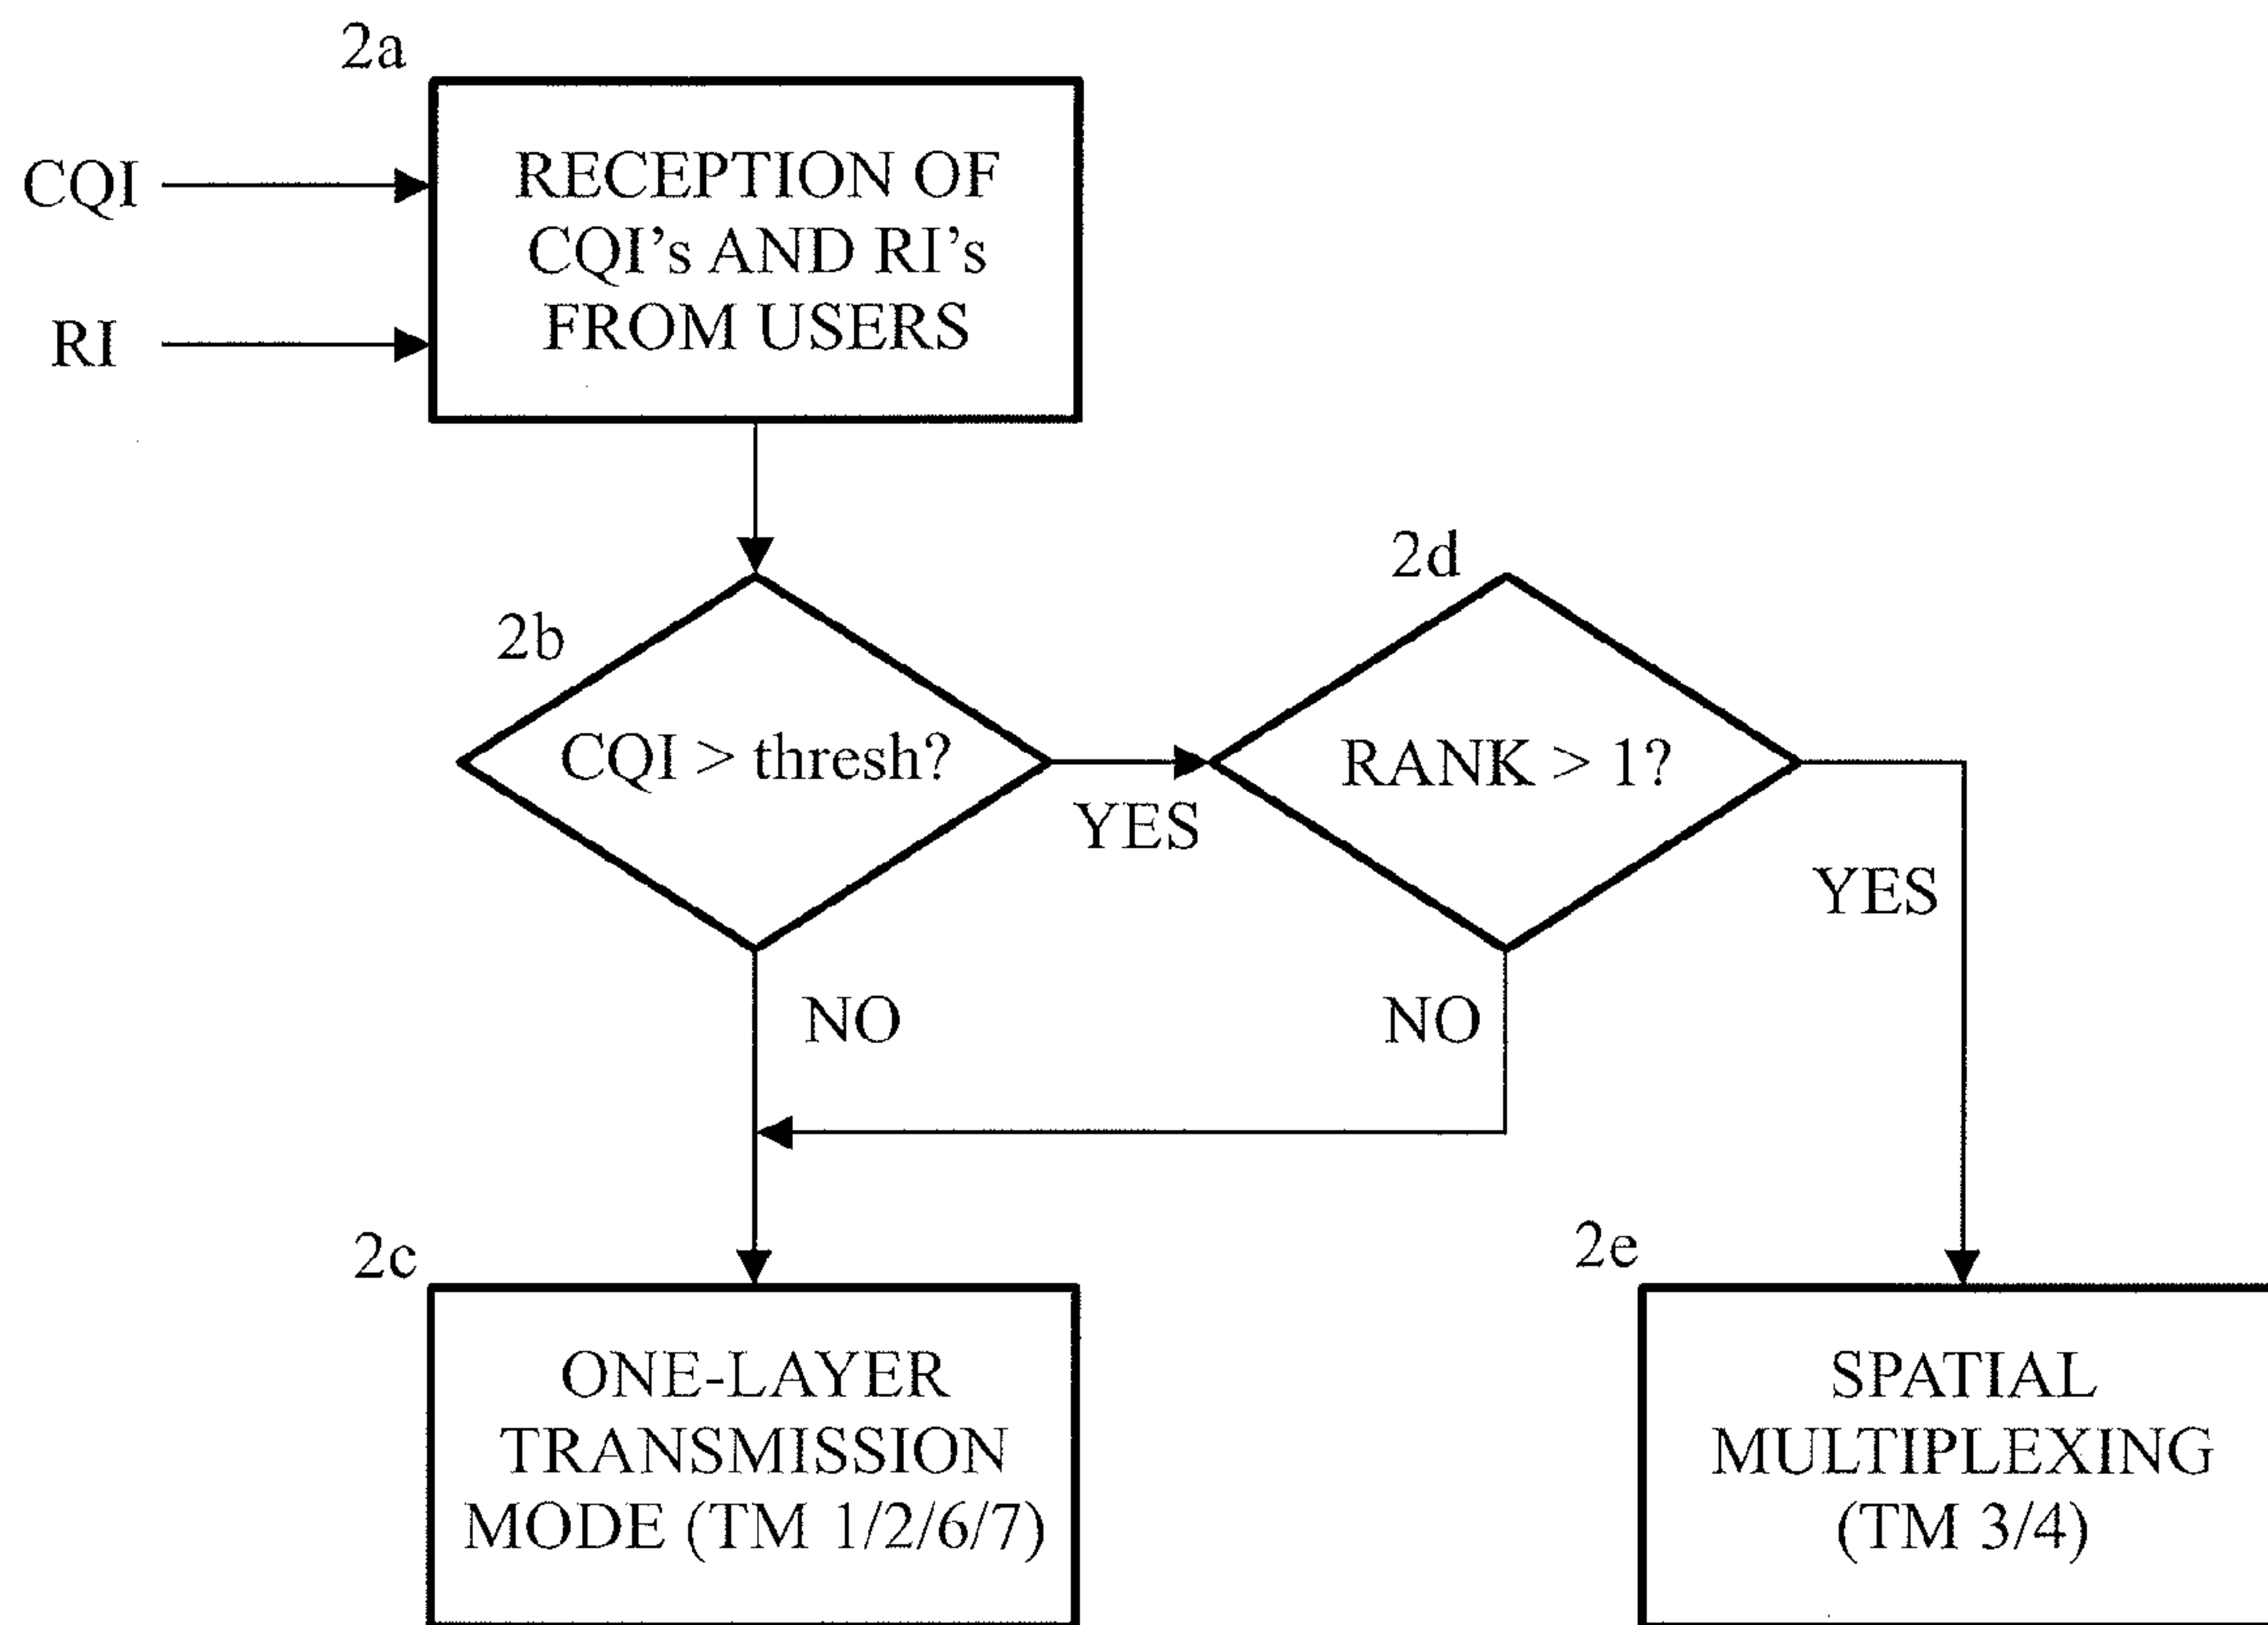 2a
CQI
RI
RECEPTION OF
CQI's AND RI's
FROM USERS
2b
CQI > thresh?
YES
NO
2d
RANK > 1?
YES
NO
2c
ONE-LAYER
TRANSMISSION
MODE (TM 1/2/6/7)
2e
SPATIAL
MULTIPLEXING
(TM 3/4)